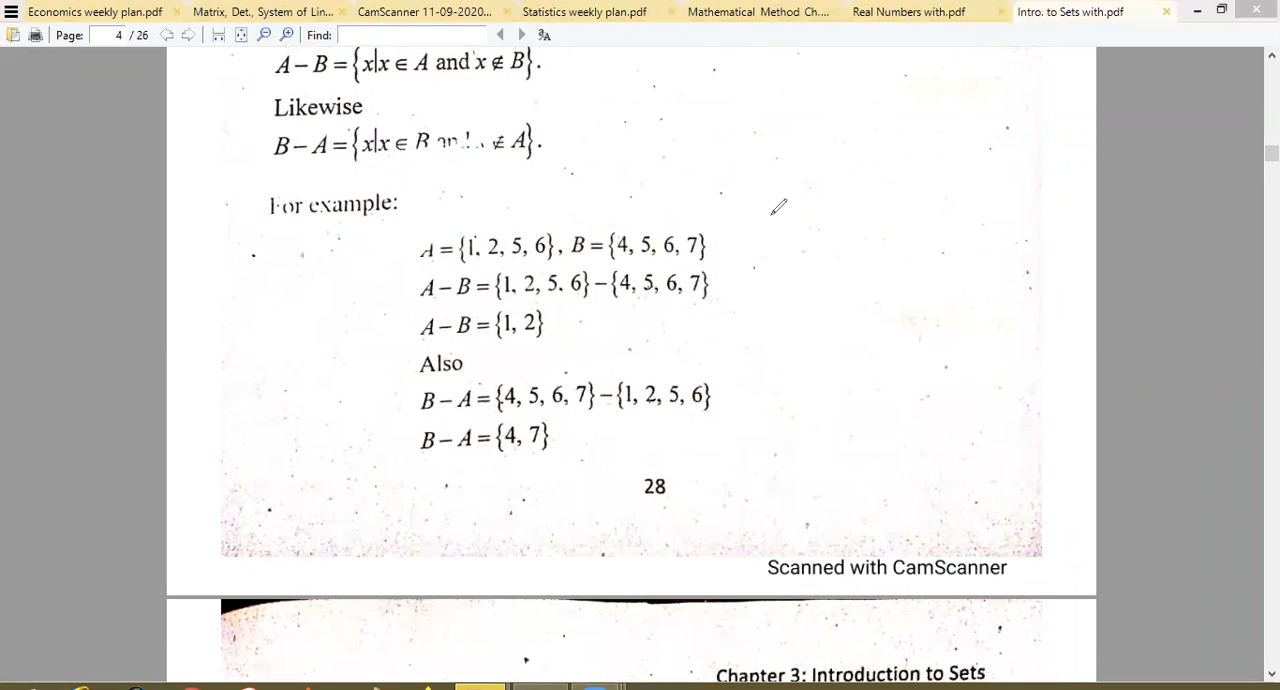 Economics weekly plan.pdf Matrix, Det., System of Lin... CamScanner 11-09-2020... Statistics weekly plan.pdf Mathematical Method Ch.... Real Numbers with.pdf Intro. to Sets with.pdf
Page: 4 / 26 Find:
A – B = {x|x ∈ A and x ∉ B}.
Likewise
B – A = {x|x ∈ B ∉ A}.
For example:
A = {1, 2, 5, 6}, B = {4, 5, 6, 7}
A – B = {1, 2, 5, 6} – {4, 5, 6, 7}
A – B = {1, 2}
Also
B – A = {4, 5, 6, 7} – {1, 2, 5, 6}
B – A = {4, 7}
28
Scanned with CamScanner
Chapter 3: Introduction to Sets